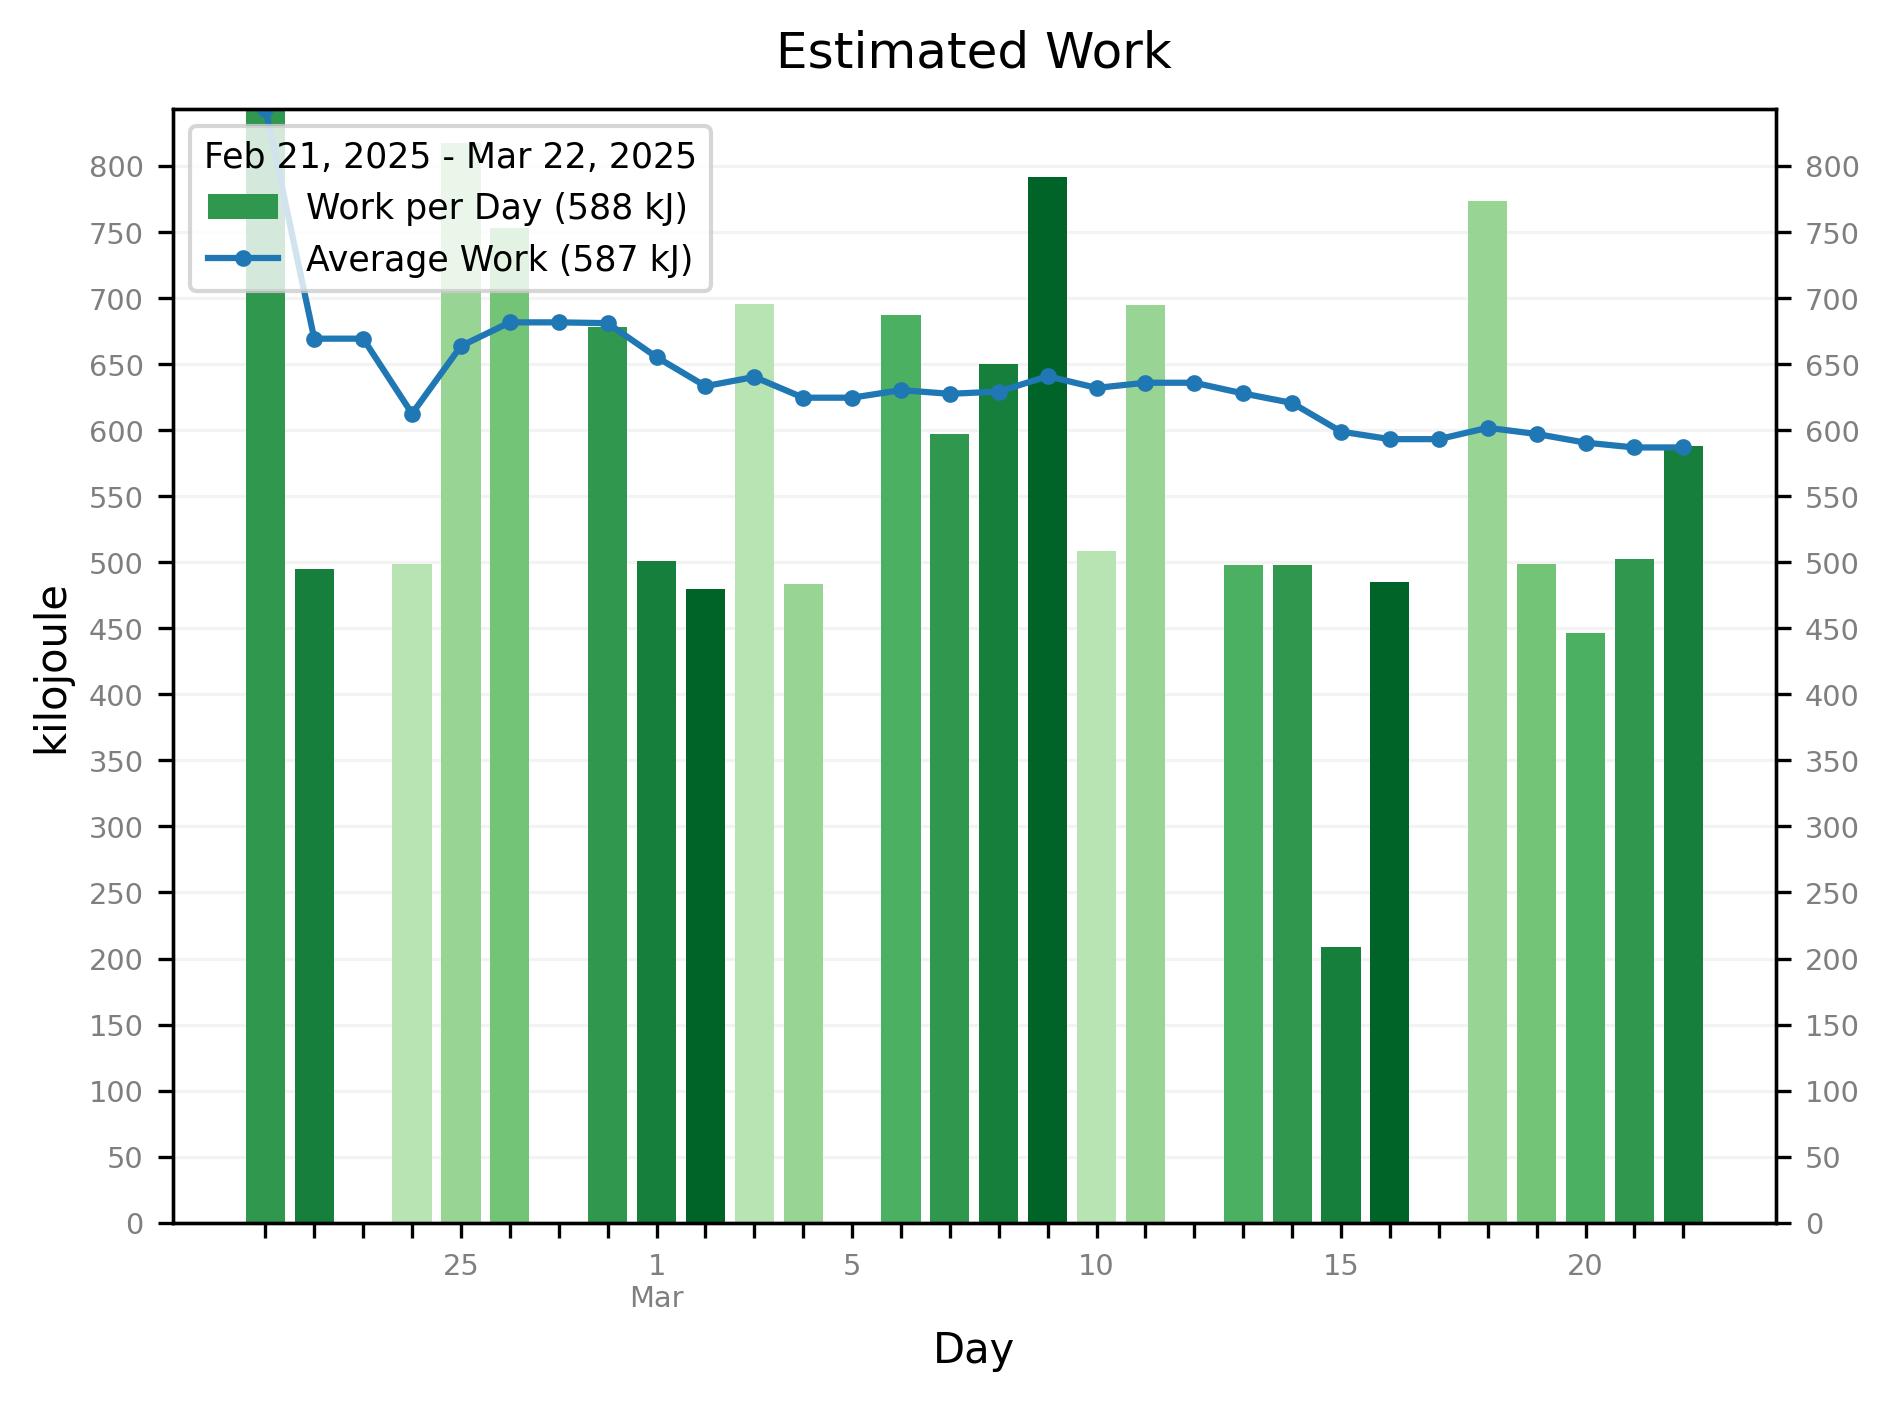 Estimated Work
Feb 21, 2025 - Mar 22, 2025
Work per Day (588 kJ)
Average Work (587 kJ)
800 800
750 750
700 700
650 650
600 600
550 550
500 500
450 450
400 400
350 350
300 300
250 250
200 200
150 150
100 100
50 50
0 0
kilojoule
25 1 5 10 15 20
Mar
Day